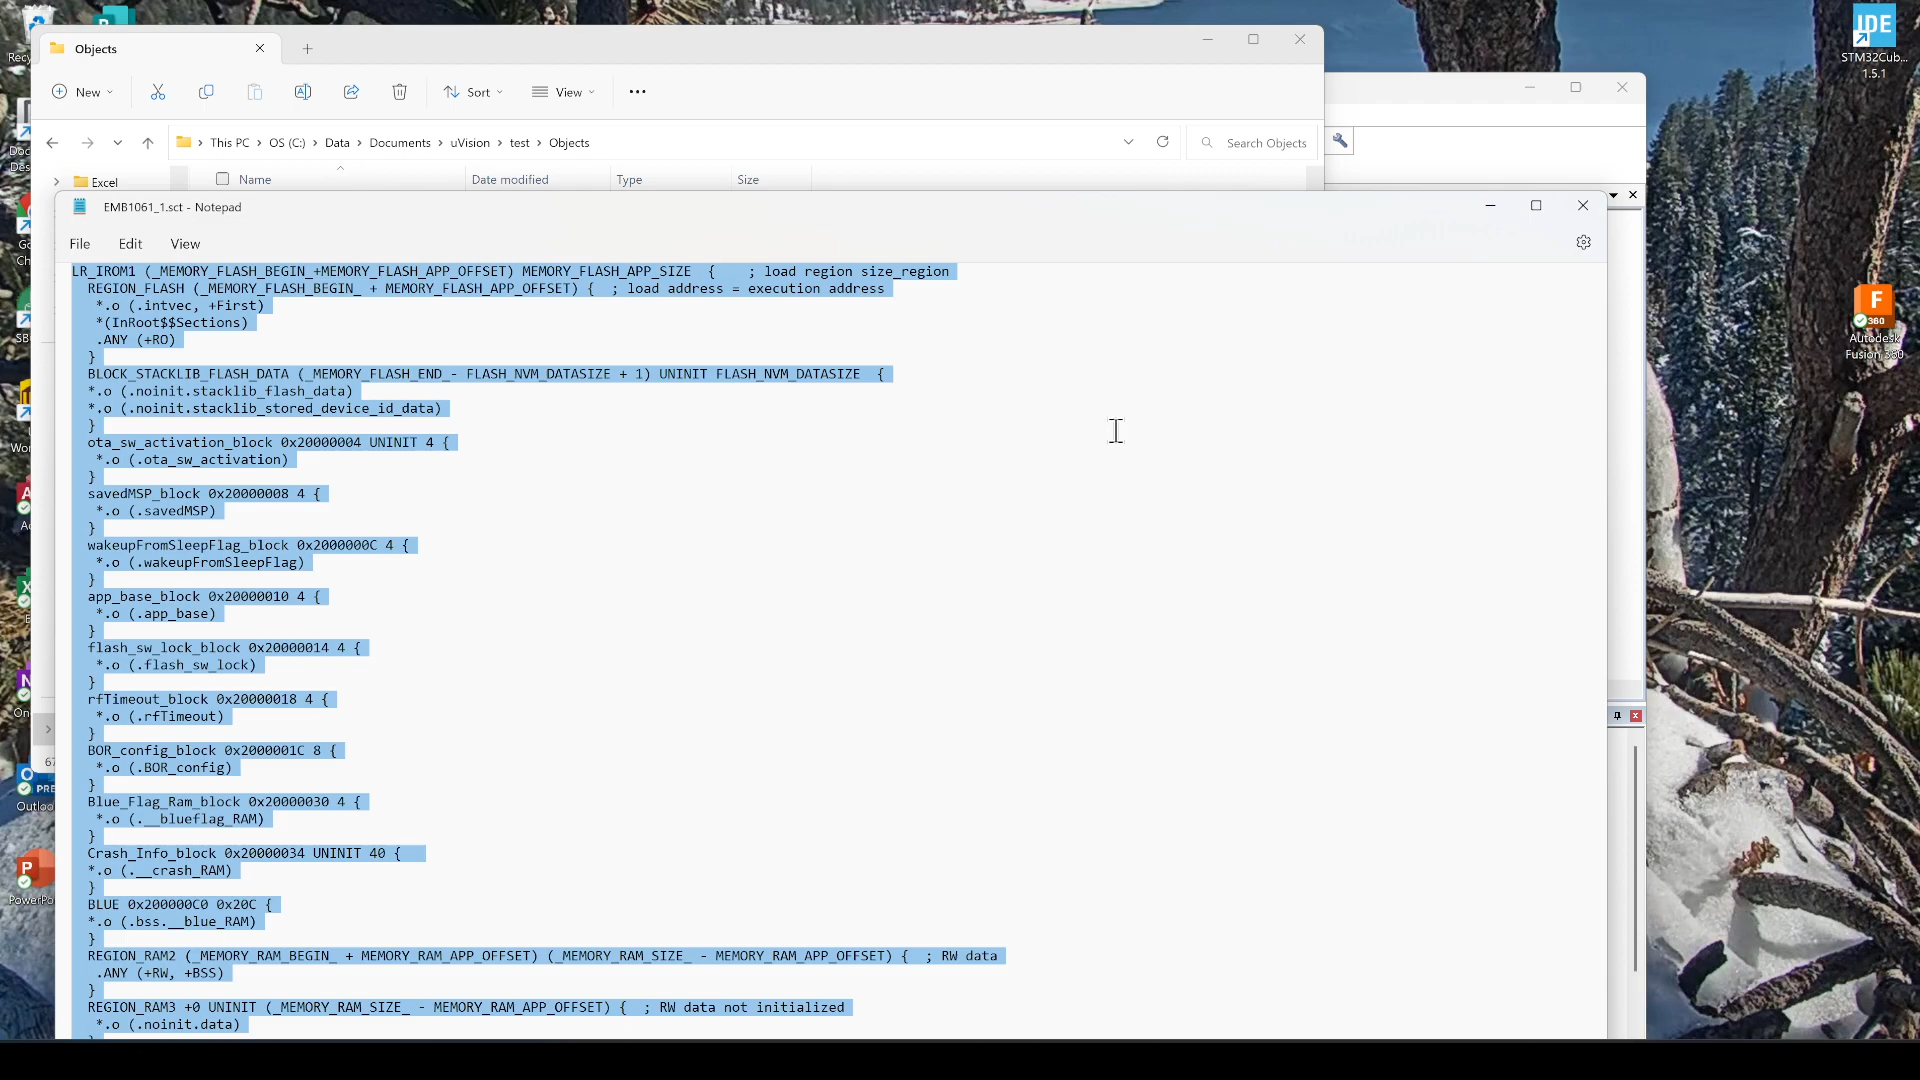 Objects
New
Sort
View
This PC > OS (C:) > Data > Documents > uVision > test > Objects
Search Objects
Excel
Name
Date modified
Type
Size
EMB1061_1.sct - Notepad
File
Edit
View
LR_IROM1 (_MEMORY_FLASH_BEGIN_+MEMORY_FLASH_APP_OFFSET) MEMORY_FLASH_APP_SIZE  {    ; load region size_region
REGION_FLASH (_MEMORY_FLASH_BEGIN_ + MEMORY_FLASH_APP_OFFSET) {  ; load address = execution address
*.o (.intvec, +First)
*(InRoot$$Sections)
.ANY (+RO)
}
BLOCK_STACKLIB_FLASH_DATA (_MEMORY_FLASH_END_- FLASH_NVM_DATASIZE + 1) UNINIT FLASH_NVM_DATASIZE  {
*.o (.noinit.stacklib_flash_data)
*.o (.noinit.stacklib_stored_device_id_data)
}
ota_sw_activation_block 0x20000004 UNINIT 4 {
*.o (.ota_sw_activation)
}
savedMSP_block 0x20000008 4 {
*.o (.savedMSP)
}
wakeupFromSleepFlag_block 0x2000000C 4 {
*.o (.wakeupFromSleepFlag)
}
app_base_block 0x20000010 4 {
*.o (.app_base)
}
flash_sw_lock_block 0x20000014 4 {
*.o (.flash_sw_lock)
}
rfTimeout_block 0x20000018 4 {
*.o (.rfTimeout)
}
BOR_config_block 0x2000001C 8 {
*.o (.BOR_config)
}
Blue_Flag_Ram_block 0x20000030 4 {
*.o (.__blueflag_RAM)
}
Crash_Info_block 0x20000034 UNINIT 40 {
*.o (.__crash_RAM)
}
BLUE 0x200000C0 0x20C {
*.o (.bss.__blue_RAM)
}
REGION_RAM2 (_MEMORY_RAM_BEGIN_ + MEMORY_RAM_APP_OFFSET) (_MEMORY_RAM_SIZE_ - MEMORY_RAM_APP_OFFSET) {  ; RW data
.ANY (+RW, +BSS)
}
REGION_RAM3 +0 UNINIT (_MEMORY_RAM_SIZE_ - MEMORY_RAM_APP_OFFSET) {  ; RW data not initialized
*.o (.noinit.data)
IDE
STM32Cub...
1.5.1
F
360
Autodesk
Fusion 360